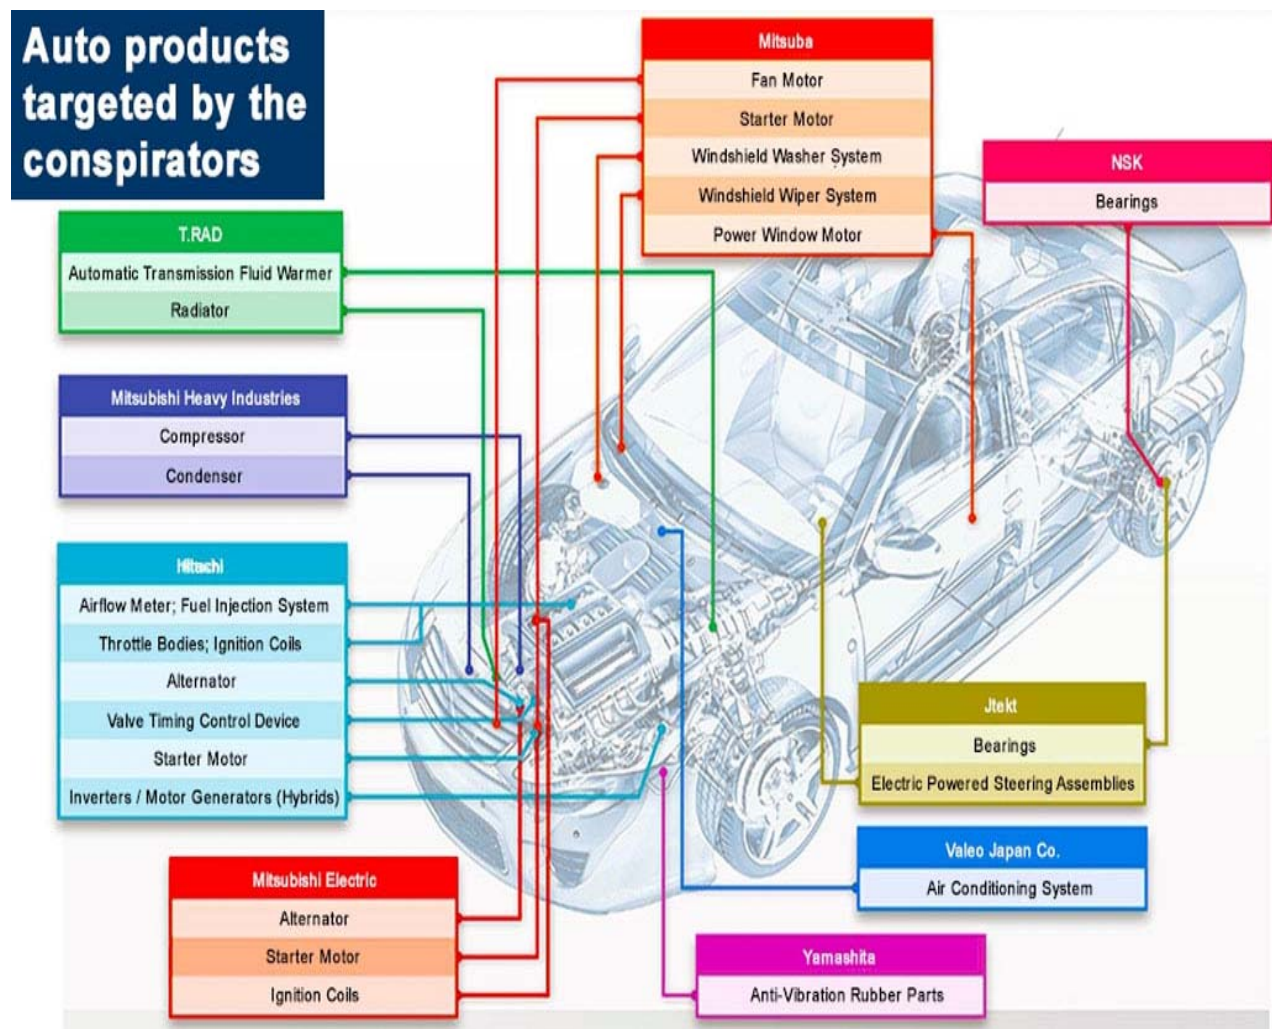 Auto products
targeted by the
conspirators
Mitsuba
Fan Motor
Starter Motor
Windshield Washer System
Windshield Wiper System
Power Window Motor
NSK
Bearings
T.RAD
Automatic Transmission Fluid Warmer
Radiator
Mitsubishi Heavy Industries
Compressor
Condenser
Hitachi
Airflow Meter; Fuel Injection System
Throttle Bodies; Ignition Coils
Alternator
Valve Timing Control Device
Starter Motor
Inverters / Motor Generators (Hybrids)
Jtekt
Bearings
Electric Powered Steering Assemblies
Valeo Japan Co.
Air Conditioning System
Mitsubishi Electric
Alternator
Starter Motor
Ignition Coils
Yamashita
Anti-Vibration Rubber Parts